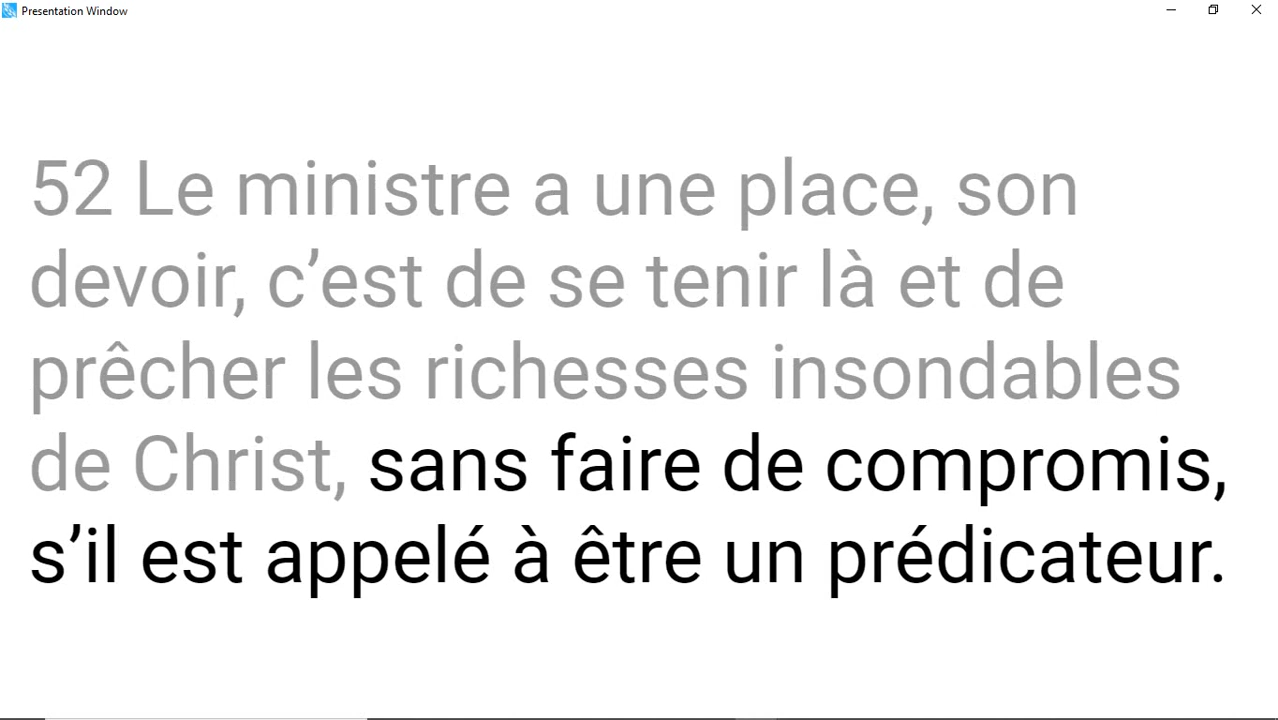 Presentation Window
52 Le ministre a une place, son
devoir, c’est de se tenir là et de
prêcher les richesses insondables
de Christ, sans faire de compromis,
s’il est appelé à être un prédicateur.